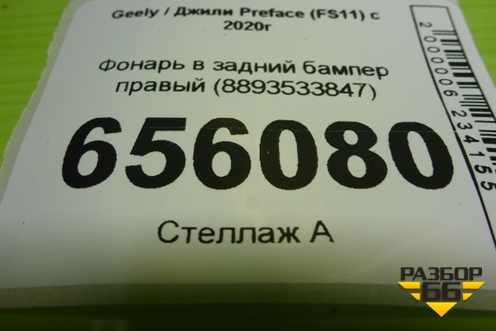 Geely / Джили Preface (FS11) с
2020г
Фонарь в задний бампер
правый (8893533847)
656080
Стеллаж А
2000006234155
РАЗБОР
66